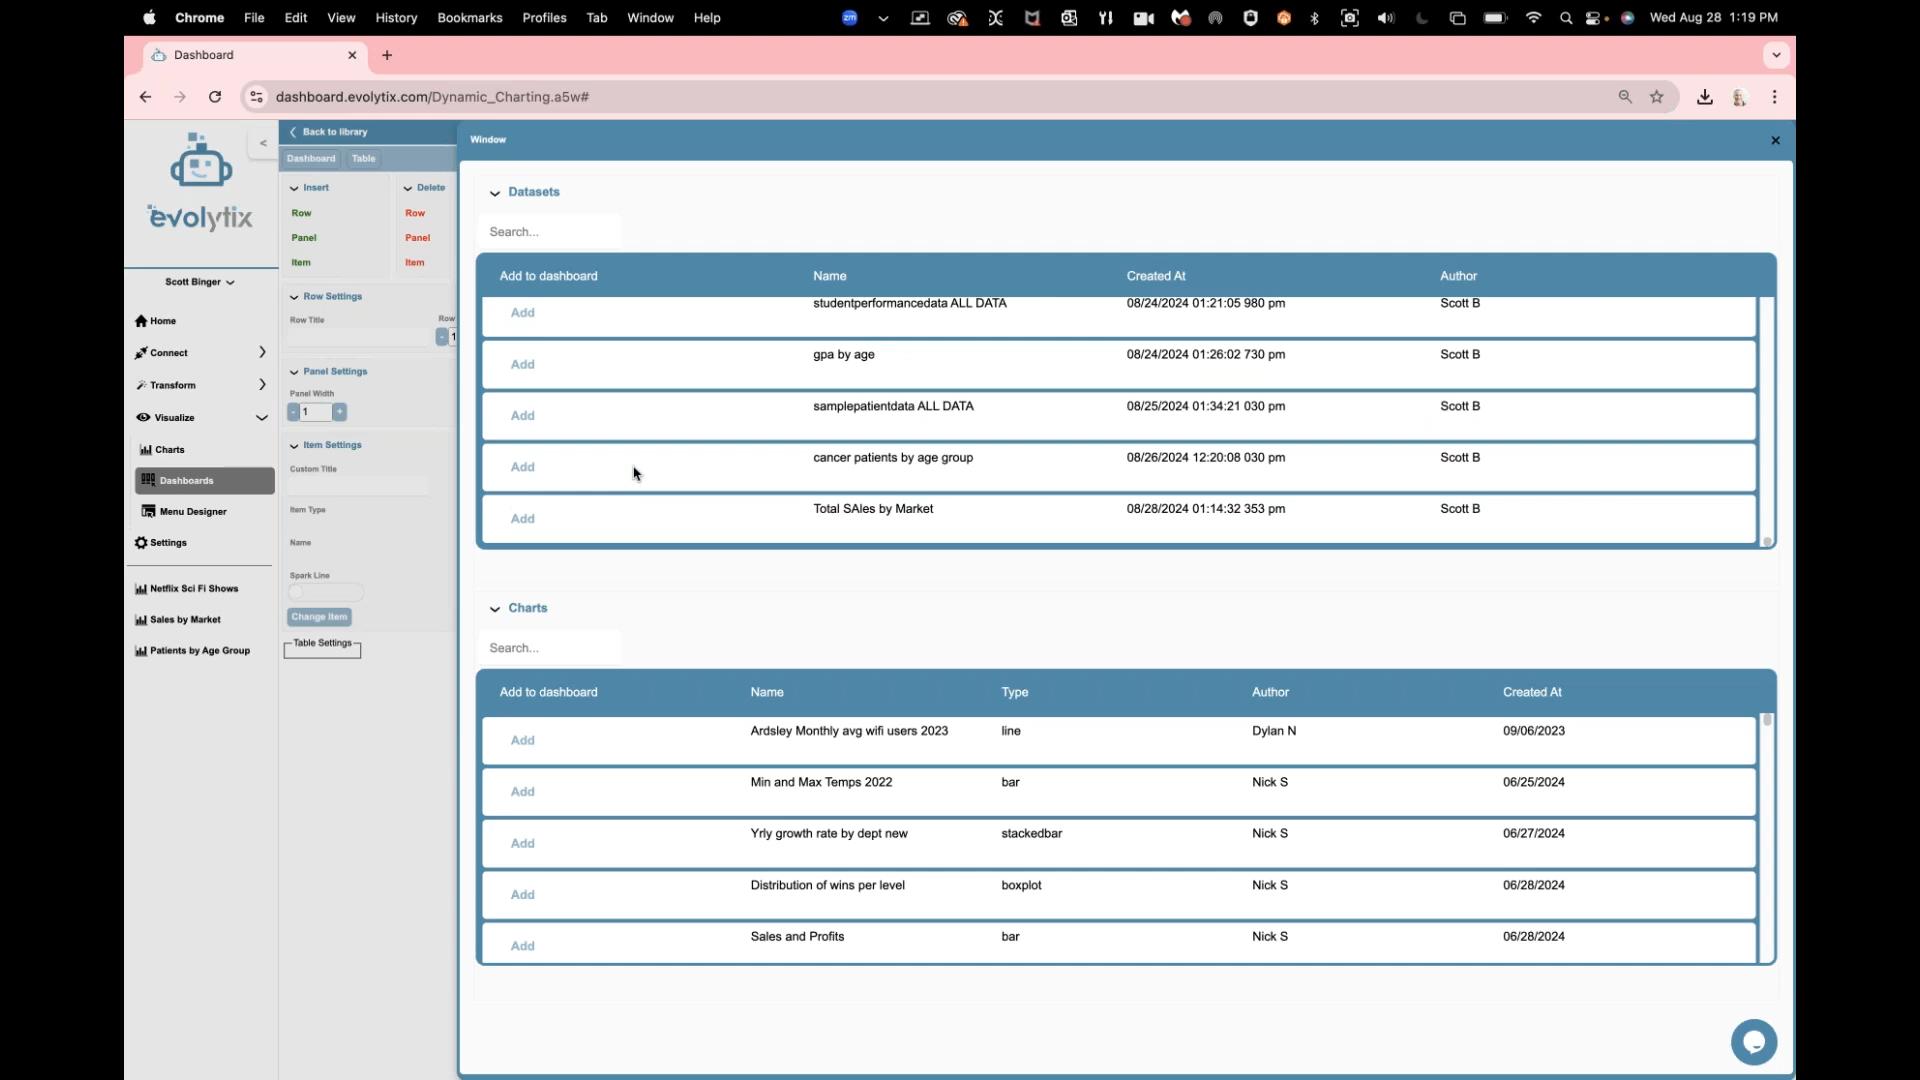 Chrome File Edit View History Bookmarks Profiles Tab Window Help zm Wed Aug 28 1:19 PM
Dashboard
dashboard.evolytix.com/Dynamic_Charting.a5w#
evolytix
<
Scott Binger
Home
Connect
Transform
Visualize
Charts
Dashboards
Menu Designer
Settings
Netflix Sci Fi Shows
Sales by Market
Patients by Age Group
Back to library
Dashboard Table
Insert Delete
Row Row
Panel Panel
Item Item
Row Settings
Row Title Row
- 1
Panel Settings
Panel Width
- 1 +
Item Settings
Custom Title
Item Type
Name
Spark Line
Change Item
Table Settings
Window
Datasets
Search...
Add to dashboard Name Created At Author
Add studentperformancedata ALL DATA 08/24/2024 01:21:05 980 pm Scott B
Add gpa by age 08/24/2024 01:26:02 730 pm Scott B
Add samplepatientdata ALL DATA 08/25/2024 01:34:21 030 pm Scott B
Add cancer patients by age group 08/26/2024 12:20:08 030 pm Scott B
Add Total SAles by Market 08/28/2024 01:14:32 353 pm Scott B
Charts
Search...
Add to dashboard Name Type Author Created At
Add Ardsley Monthly avg wifi users 2023 line Dylan N 09/06/2023
Add Min and Max Temps 2022 bar Nick S 06/25/2024
Add Yrly growth rate by dept new stackedbar Nick S 06/27/2024
Add Distribution of wins per level boxplot Nick S 06/28/2024
Add Sales and Profits bar Nick S 06/28/2024